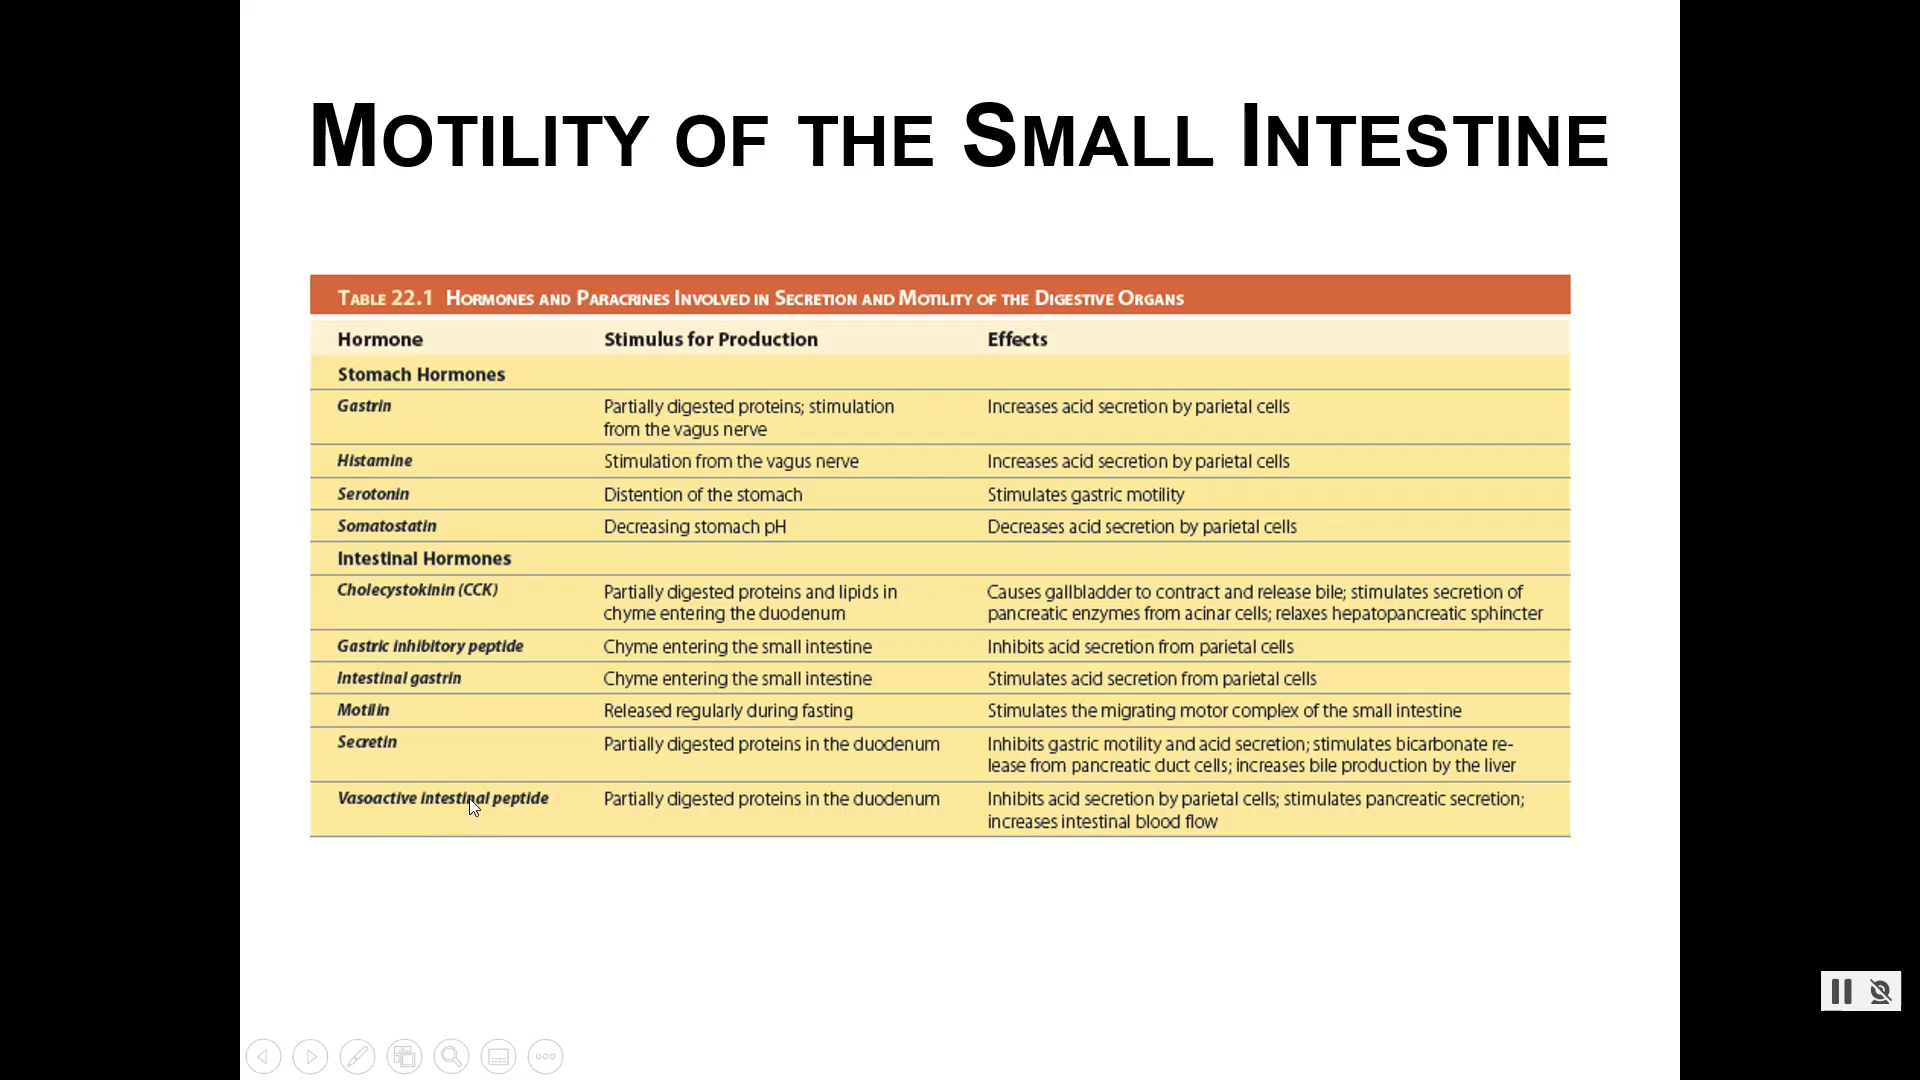 MOTILITY OF THE SMALL INTESTINE
TABLE 22.1 HORMONES AND PARACRINES INVOLVED IN SECRETION AND MOTILITY OF THE DIGESTIVE ORGANS
Hormone Stimulus for Production Effects
Stomach Hormones
Gastrin Partially digested proteins; stimulation Increases acid secretion by parietal cells
from the vagus nerve
Histamine Stimulation from the vagus nerve Increases acid secretion by parietal cells
Serotonin Distention of the stomach Stimulates gastric motility
Somatostatin Decreasing stomach pH Decreases acid secretion by parietal cells
Intestinal Hormones
Cholecystokinin (CCK) Partially digested proteins and lipids in Causes gallbladder to contract and release bile; stimulates secretion of
chyme entering the duodenum pancreatic enzymes from acinar cells; relaxes hepatopancreatic sphincter
Gastric inhibitory peptide Chyme entering the small intestine Inhibits acid secretion from parietal cells
Intestinal gastrin Chyme entering the small intestine Stimulates acid secretion from parietal cells
Motilin Released regularly during fasting Stimulates the migrating motor complex of the small intestine
Secretin Partially digested proteins in the duodenum Inhibits gastric motility and acid secretion; stimulates bicarbonate re-
lease from pancreatic duct cells; increases bile production by the liver
Vasoactive intestinal peptide Partially digested proteins in the duodenum Inhibits acid secretion by parietal cells; stimulates pancreatic secretion;
increases intestinal blood flow